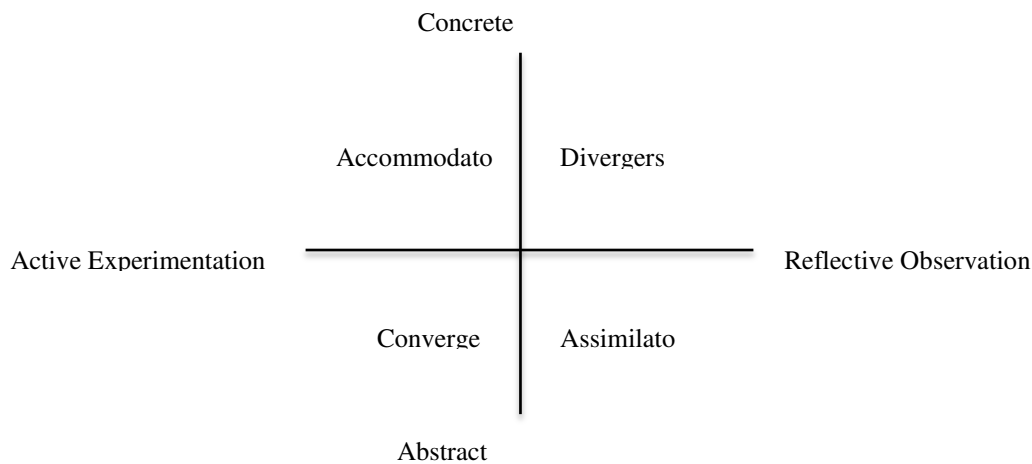 Concrete
Accommodato
Divergers
Active Experimentation
Reflective Observation
Converge
Assimilato
Abstract